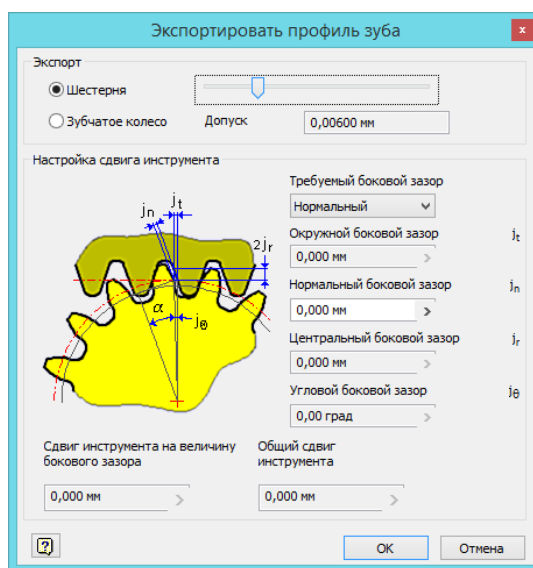 Экспортировать профиль зуба
x
Экспорт
Шестерня
Зубчатое колесо
Допуск
0,00600 мм
Настройка сдвига инструмента
jn
jt
2jr
α
jθ
Требуемый боковой зазор
Нормальный
Окружной боковой зазор
jt
0,000 мм
Нормальный боковой зазор
jn
0,000 мм
Центральный боковой зазор
jr
0,000 мм
Угловой боковой зазор
jθ
0,00 град
Сдвиг инструмента на величину
бокового зазора
0,000 мм
Общий сдвиг
инструмента
0,000 мм
?
ОК
Отмена